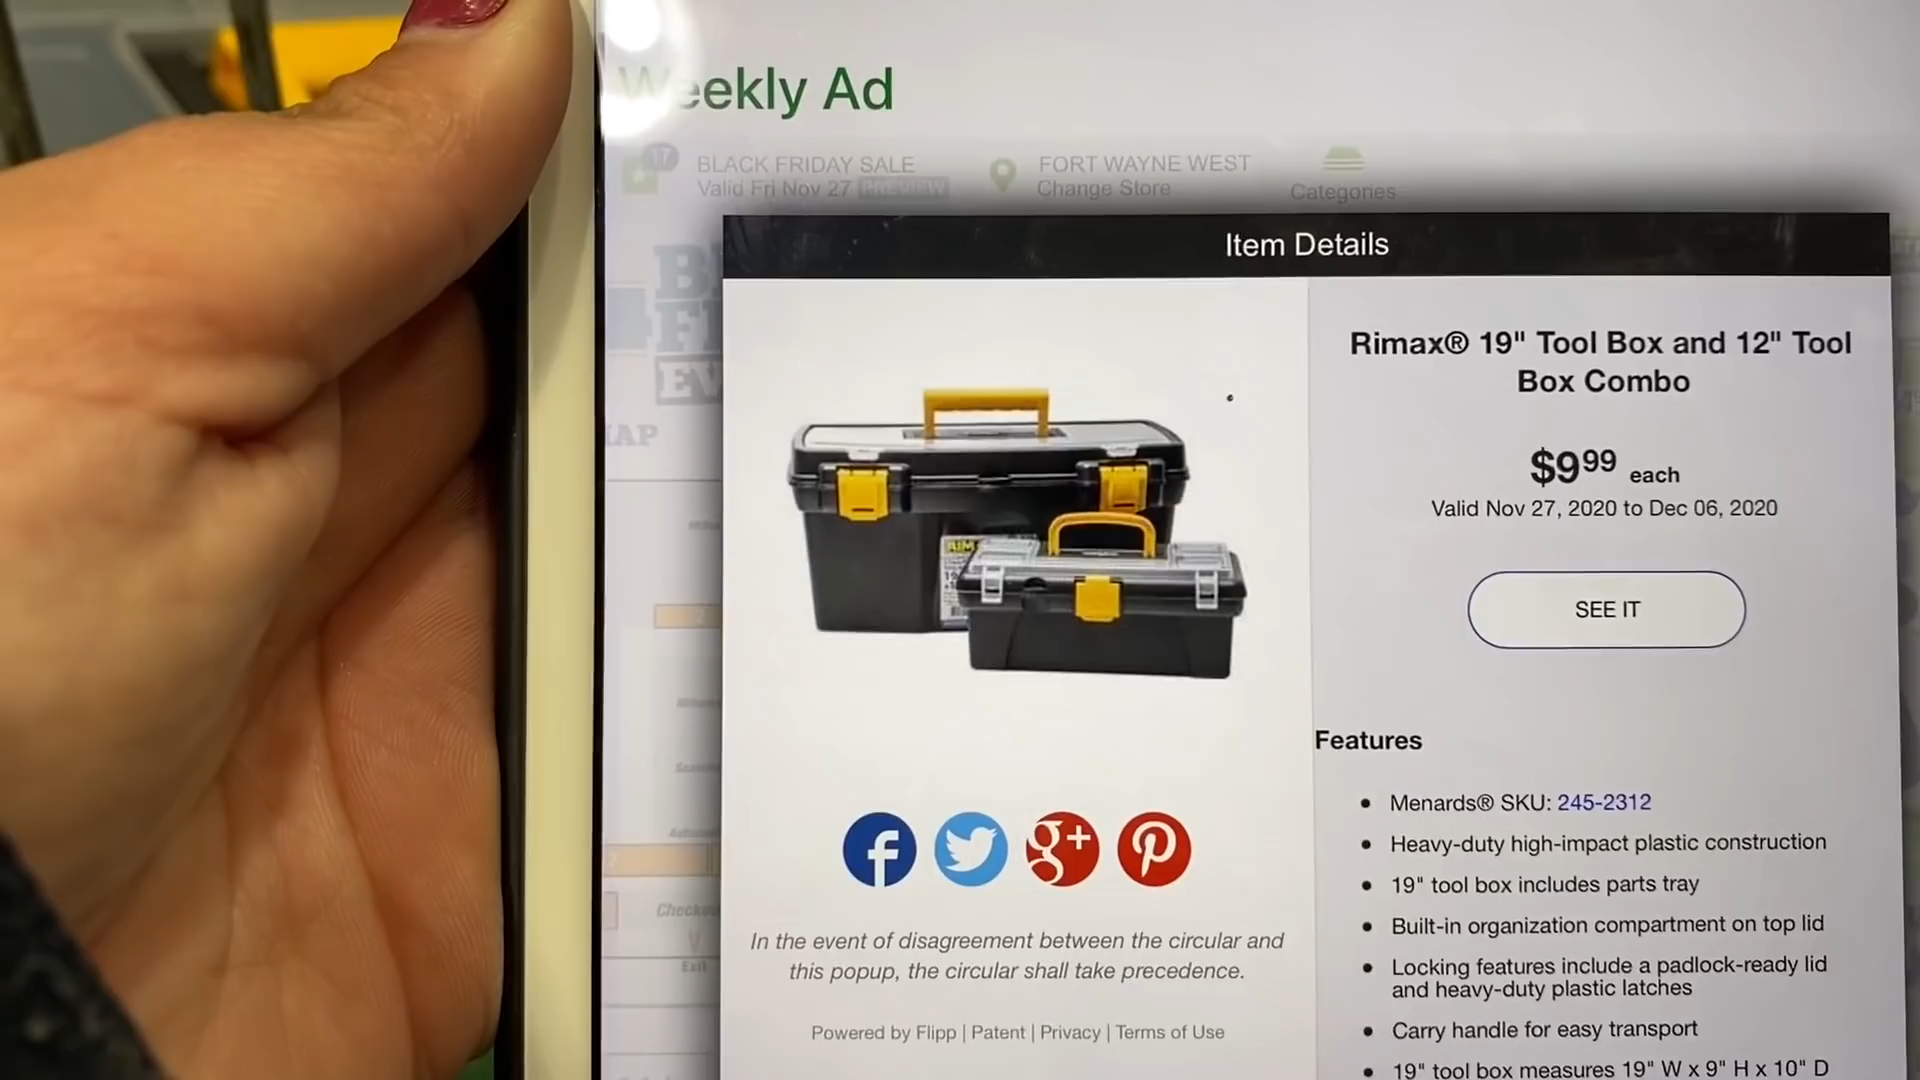 Weekly Ad
17
BLACK FRIDAY SALE
Valid Fri Nov 27 PREVIEW
FORT WAYNE WEST
Change Store
Categories
Item Details
Rimax® 19" Tool Box and 12" Tool
Box Combo
$9⁹⁹ each
Valid Nov 27, 2020 to Dec 06, 2020
SEE IT
Features
• Menards® SKU: 245-2312
• Heavy-duty high-impact plastic construction
• 19" tool box includes parts tray
• Built-in organization compartment on top lid
• Locking features include a padlock-ready lid
and heavy-duty plastic latches
• Carry handle for easy transport
• 19" tool box measures 19" W x 9" H x 10" D
In the event of disagreement between the circular and
this popup, the circular shall take precedence.
Powered by Flipp | Patent | Privacy | Terms of Use
Exit